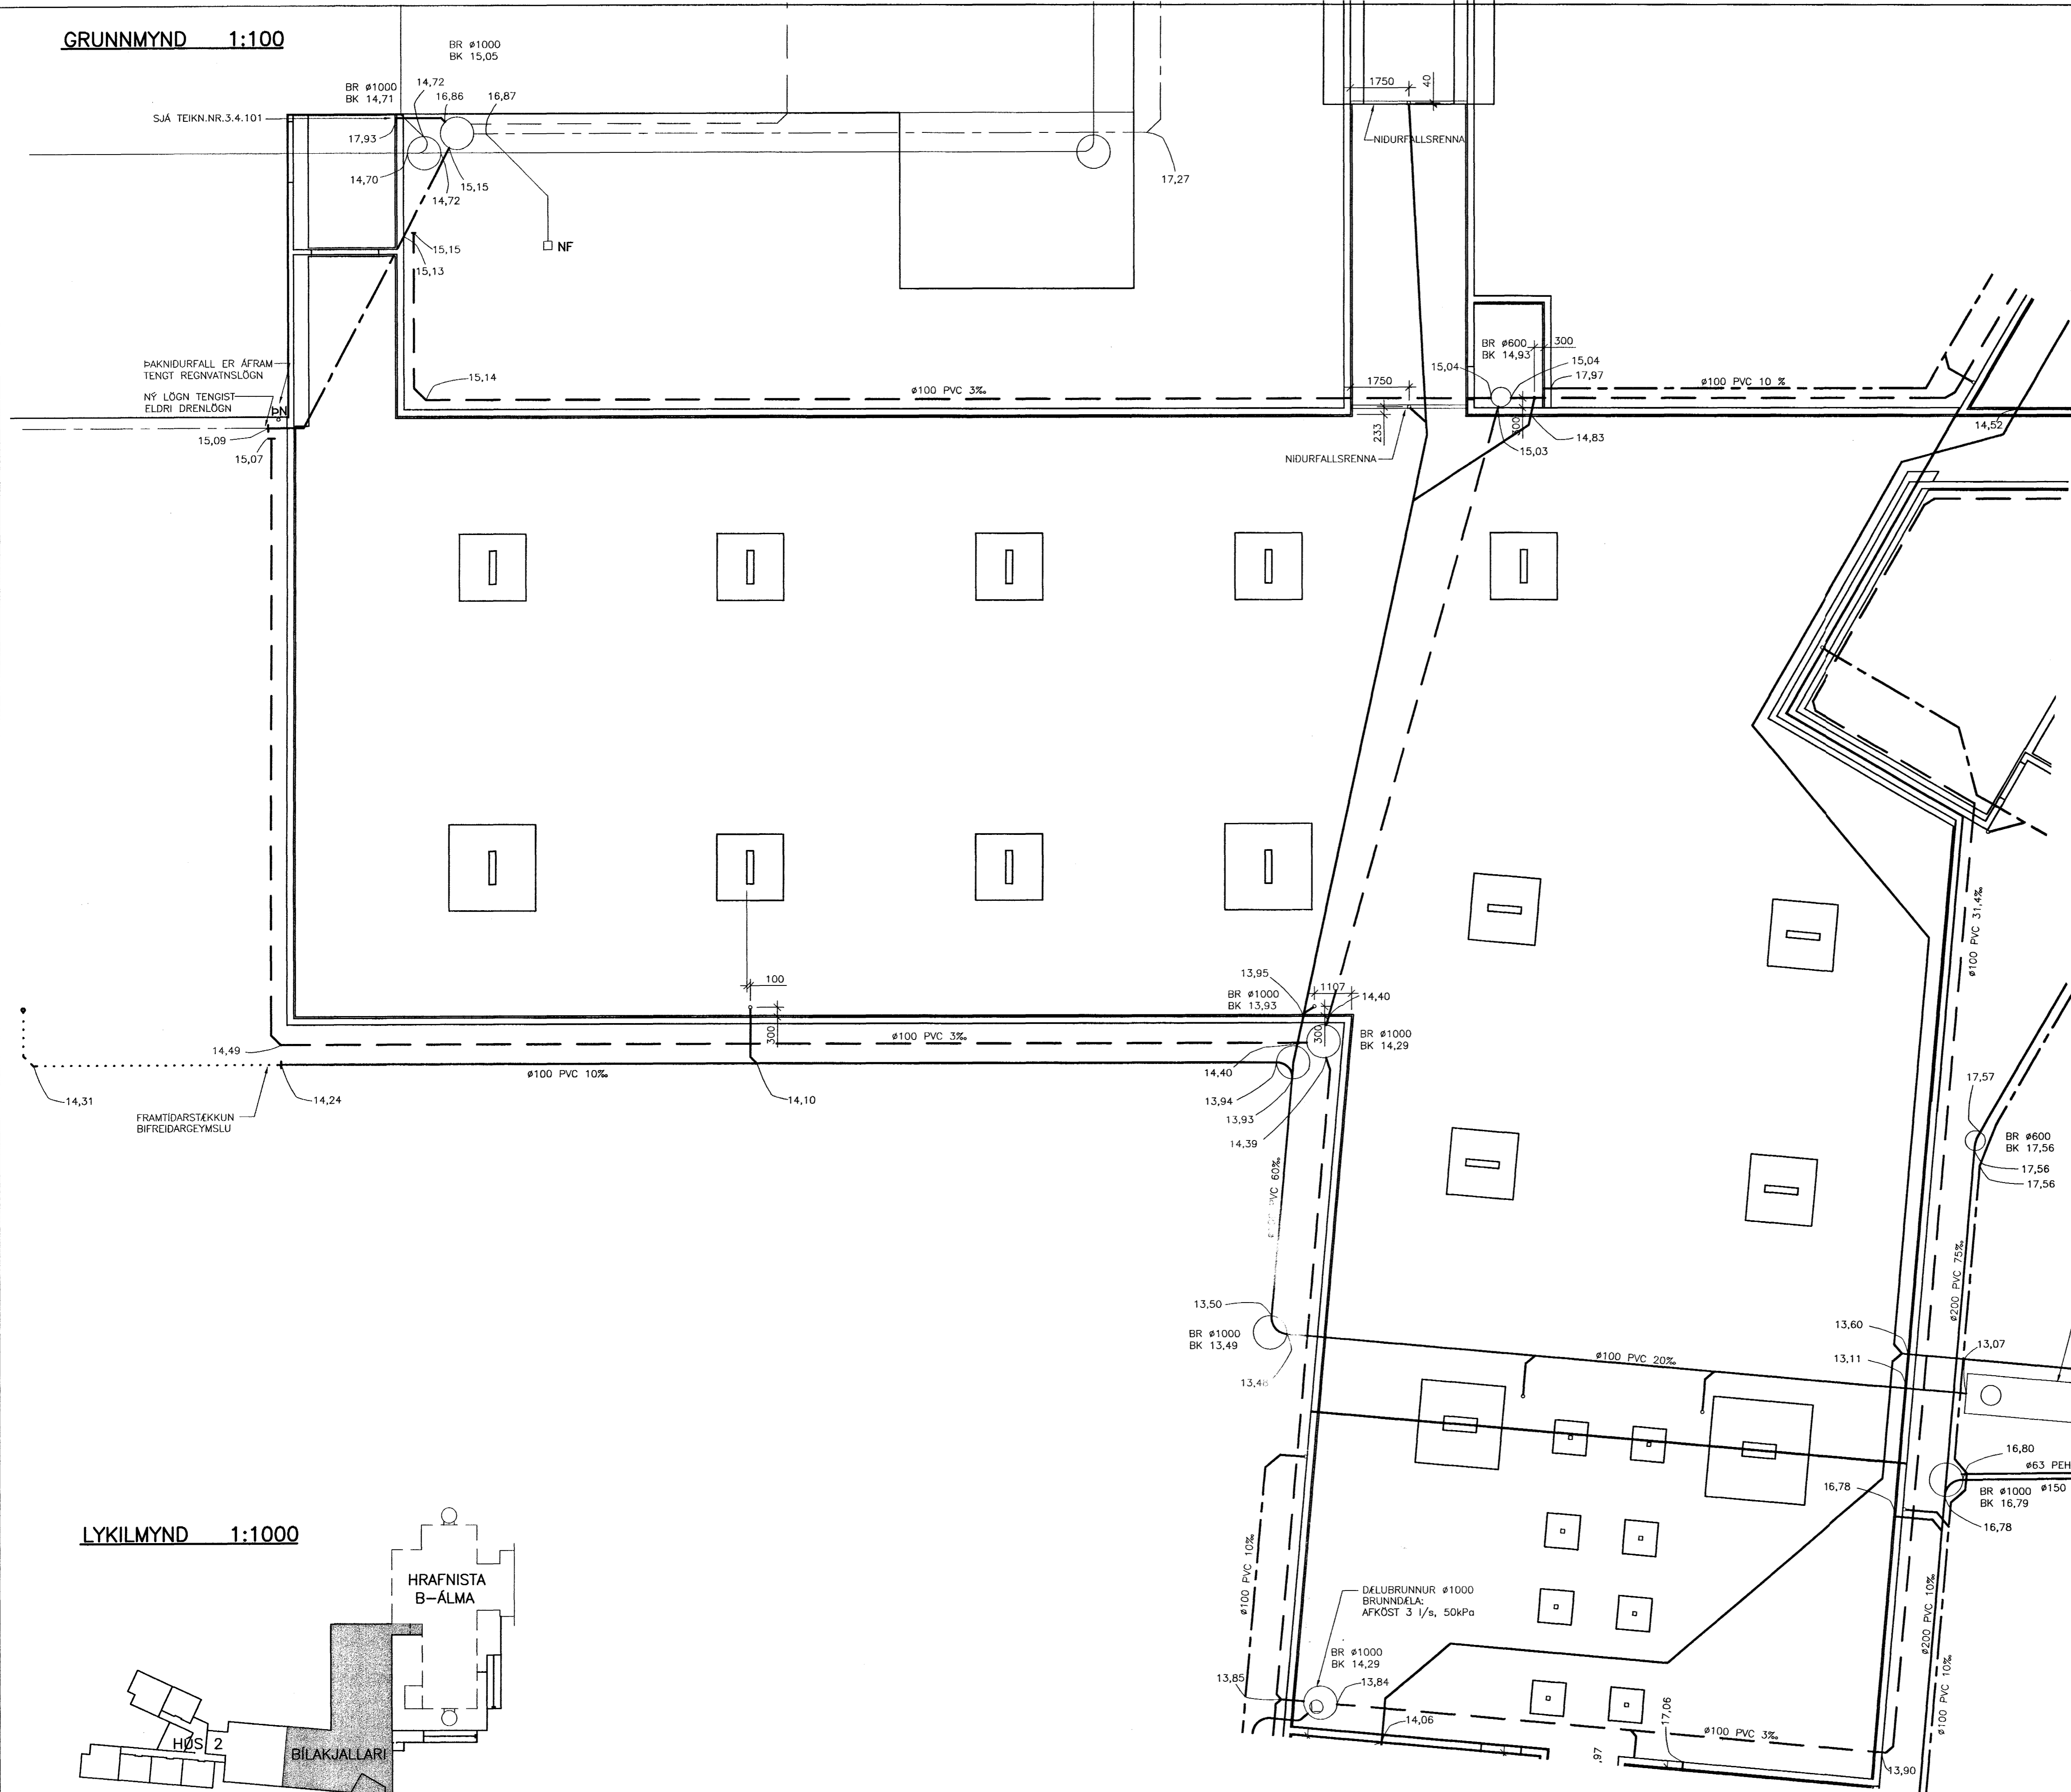 GRUNNMYND 1:100
BR ø1000
BK 15,05
BR ø1000
BK 14,71
14,72
16,86
16,87
SJÁ TEIKN.NR.3.4.101
17,93
14,70
15,15
14,72
15,15
15,13
NF
17,27
1750
40
NIÐURFALLSRENNA
ÞAKNIÐURFALL ER ÁFRAM
TENGT REGNVATNSLÖGN
NÝ LÖGN TENGIST
ELDRI DRENLÖGN
ÞN
15,09
15,07
15,14
ø100 PVC 3‰
1750
233
NIÐURFALLSRENNA
BR ø600
BK 14,93
300
15,04
15,04
17,97
ø100 PVC 10 %
300
14,83
15,03
14,52
ø100 PVC 31,4‰
100
300
13,95
BR ø1000
BK 13,93
1107
14,40
300
BR ø1000
BK 14,29
14,49
ø100 PVC 3‰
ø100 PVC 10‰
14,31
14,24
14,10
FRAMTÍÐARSTÆKKUN
BIFREIÐARGEYMSLU
14,40
13,94
13,93
14,39
PVC 60‰
17,57
BR ø600
BK 17,56
17,56
17,56
ø200 PVC 75‰
13,50
BR ø1000
BK 13,49
13,48
ø100 PVC 20‰
13,60
13,11
13,07
16,80
ø63 PEH
ø150
BR ø1000
BK 16,79
16,78
16,78
ø100 PVC 10‰
DÆLUBRUNNUR ø1000
BRUNNDÆLA:
AFKÖST 3 l/s, 50kPa
BR ø1000
BK 14,29
13,85
13,84
14,06
,97
17,06
ø100 PVC 3‰
13,90
ø200 PVC 10‰
ø100 PVC 10‰
LYKILMYND 1:1000
HRAFNISTA
B-ÁLMA
HØS 2
BÍLAKJALLARI